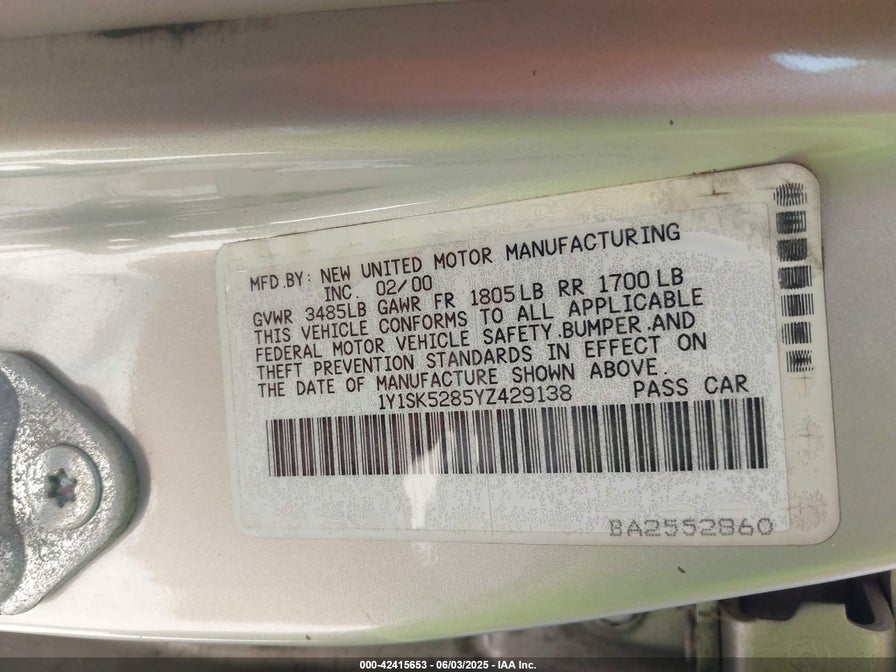 MFD.BY: NEW UNITED MOTOR MANUFACTURING
INC. 02/00
GVWR 3485LB GAWR FR 1805LB RR 1700LB
THIS VEHICLE CONFORMS TO ALL APPLICABLE
FEDERAL MOTOR VEHICLE SAFETY,BUMPER,AND
THEFT PREVENTION STANDARDS IN EFFECT ON
THE DATE OF MANUFACTURE SHOWN ABOVE.
1Y1SK5285YZ429138 PASS CAR
BA2552860
000-42415653 - 06/03/2025 - IAA Inc.